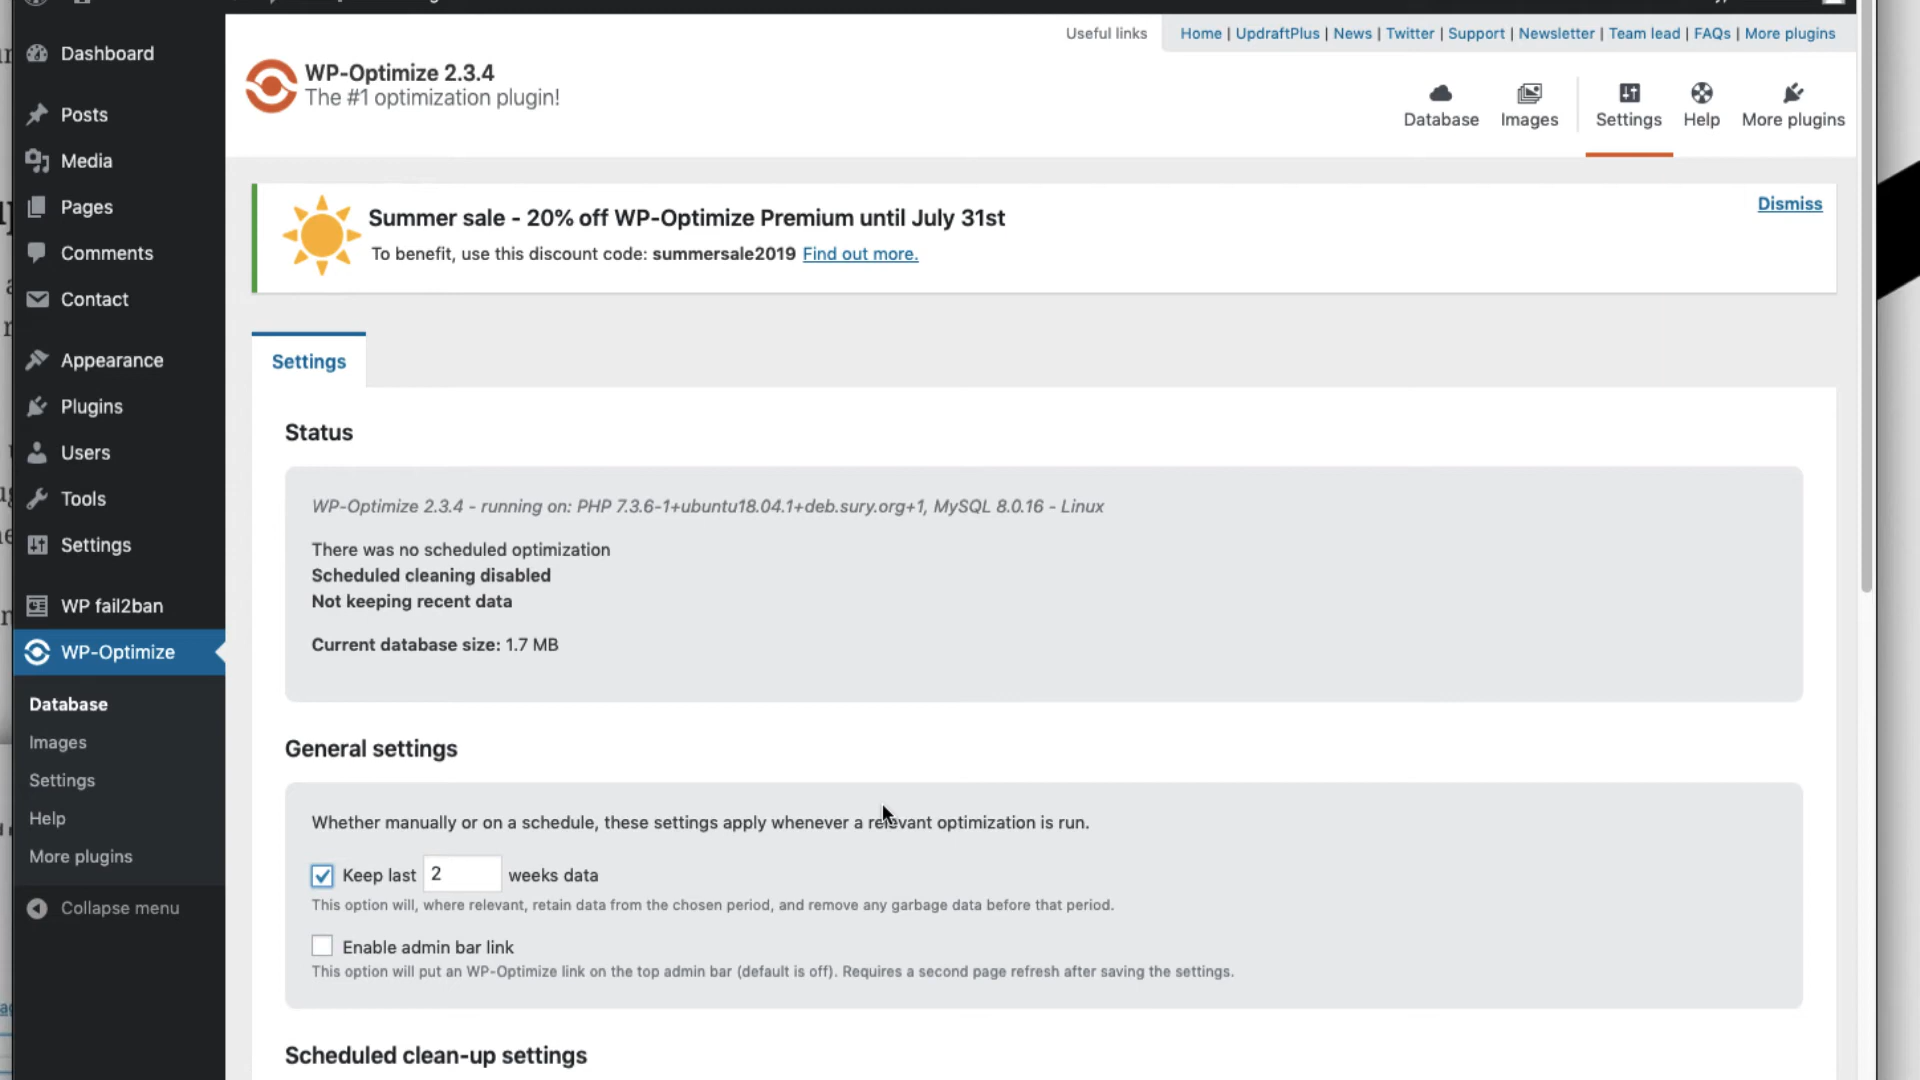 Useful links
Home | UpdraftPlus | News | Twitter | Support | Newsletter | Team lead | FAQs | More plugins
WP-Optimize 2.3.4
The #1 optimization plugin!
Database
Images
Settings
Help
More plugins
Dashboard
Posts
Media
Pages
Comments
Contact
Appearance
Plugins
Users
Tools
Settings
WP fail2ban
WP-Optimize
Database
Images
Settings
Help
More plugins
Collapse menu
Summer sale - 20% off WP-Optimize Premium until July 31st
Dismiss
To benefit, use this discount code: summersale2019 Find out more.
Settings
Status
WP-Optimize 2.3.4 - running on: PHP 7.3.6-1+ubuntu18.04.1+deb.sury.org+1, MySQL 8.0.16 - Linux
There was no scheduled optimization
Scheduled cleaning disabled
Not keeping recent data
Current database size: 1.7 MB
General settings
Whether manually or on a schedule, these settings apply whenever a relevant optimization is run.
Keep last 2 weeks data
This option will, where relevant, retain data from the chosen period, and remove any garbage data before that period.
Enable admin bar link
This option will put an WP-Optimize link on the top admin bar (default is off). Requires a second page refresh after saving the settings.
Scheduled clean-up settings